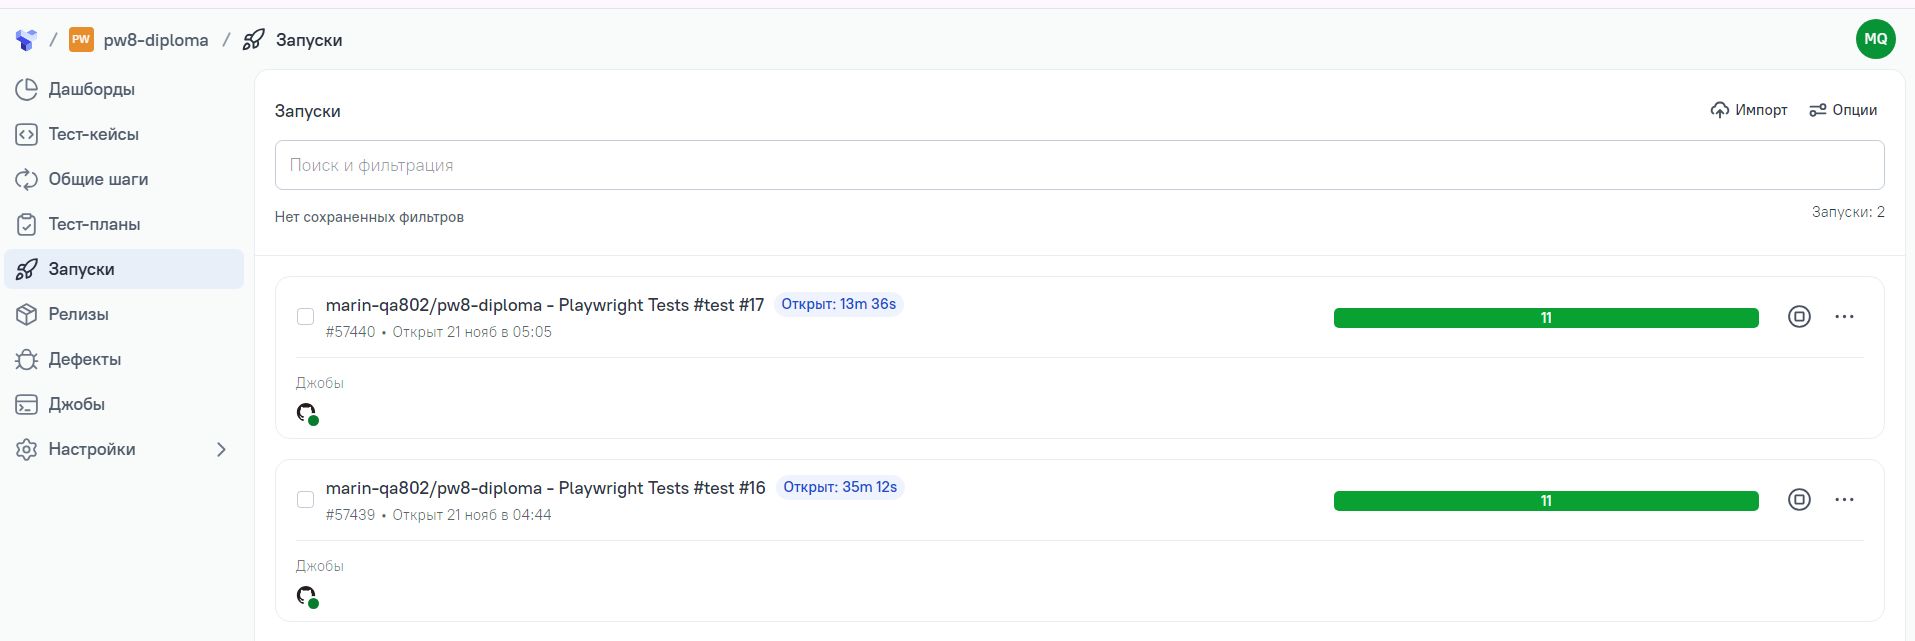 / PW pw8-diploma / Запуски
MQ
Дашборды
Тест-кейсы
Общие шаги
Тест-планы
Запуски
Релизы
Дефекты
Джобы
Настройки
Запуски
Импорт Опции
Поиск и фильтрация
Нет сохраненных фильтров
Запуски: 2
marin-qa802/pw8-diploma - Playwright Tests #test #17 Открыт: 13m 36s
#57440 • Открыт 21 нояб в 05:05
11
Джобы
marin-qa802/pw8-diploma - Playwright Tests #test #16 Открыт: 35m 12s
#57439 • Открыт 21 нояб в 04:44
11
Джобы